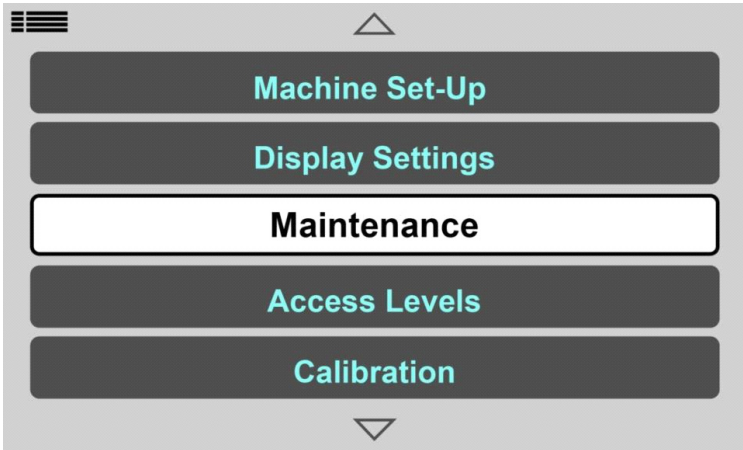 Machine Set-Up
Display Settings
Maintenance
Access Levels
Calibration